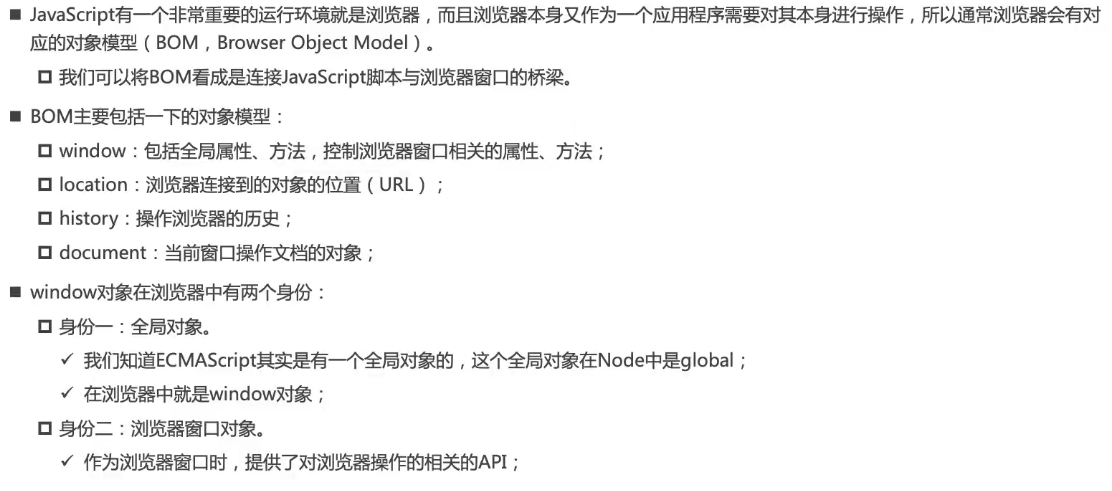 ■ JavaScript有一个非常重要的运行环境就是浏览器，而且浏览器本身又作为一个应用程序需要对其本身进行操作，所以通常浏览器会有对
应的对象模型（BOM，Browser Object Model）。
我们可以将BOM看成是连接JavaScript脚本与浏览器窗口的桥梁。
■ BOM主要包括一下的对象模型：
window：包括全局属性、方法，控制浏览器窗口相关的属性、方法；
location：浏览器连接到的对象的位置（URL）；
history：操作浏览器的历史；
document：当前窗口操作文档的对象；
■ window对象在浏览器中有两个身份：
身份一：全局对象。
✓ 我们知道ECMAScript其实是有一个全局对象的，这个全局对象在Node中是global；
✓ 在浏览器中就是window对象；
身份二：浏览器窗口对象。
✓ 作为浏览器窗口时，提供了对浏览器操作的相关的API；